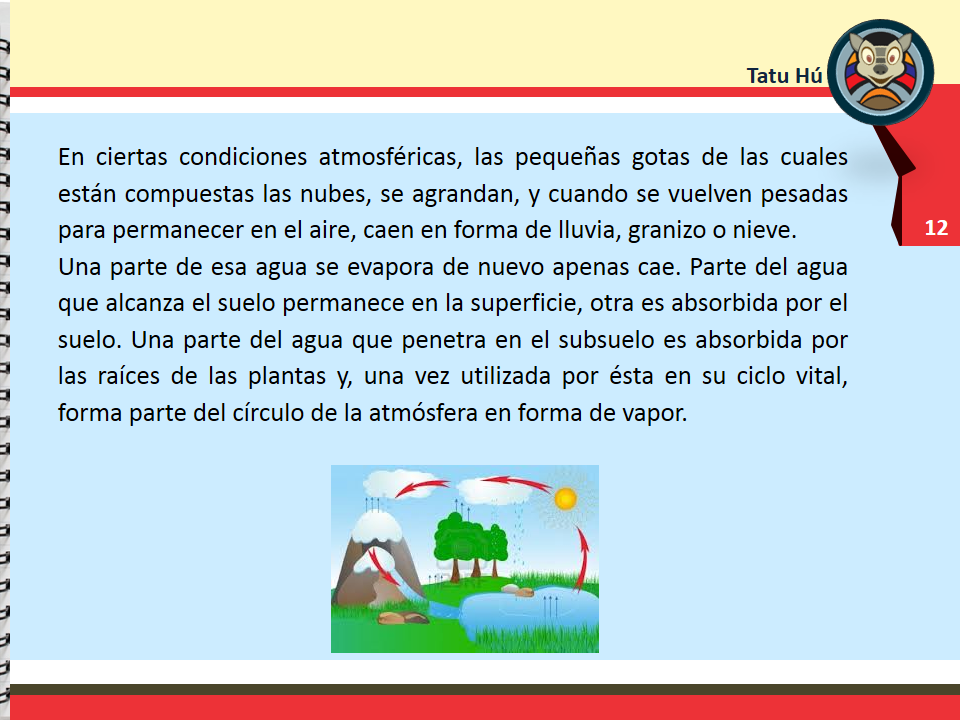 Tatu Hú
12
En ciertas condiciones atmosféricas, las pequeñas gotas de las cuales
están compuestas las nubes, se agrandan, y cuando se vuelven pesadas
para permanecer en el aire, caen en forma de lluvia, granizo o nieve.
Una parte de esa agua se evapora de nuevo apenas cae. Parte del agua
que alcanza el suelo permanece en la superficie, otra es absorbida por el
suelo. Una parte del agua que penetra en el subsuelo es absorbida por
las raíces de las plantas y, una vez utilizada por ésta en su ciclo vital,
forma parte del círculo de la atmósfera en forma de vapor.